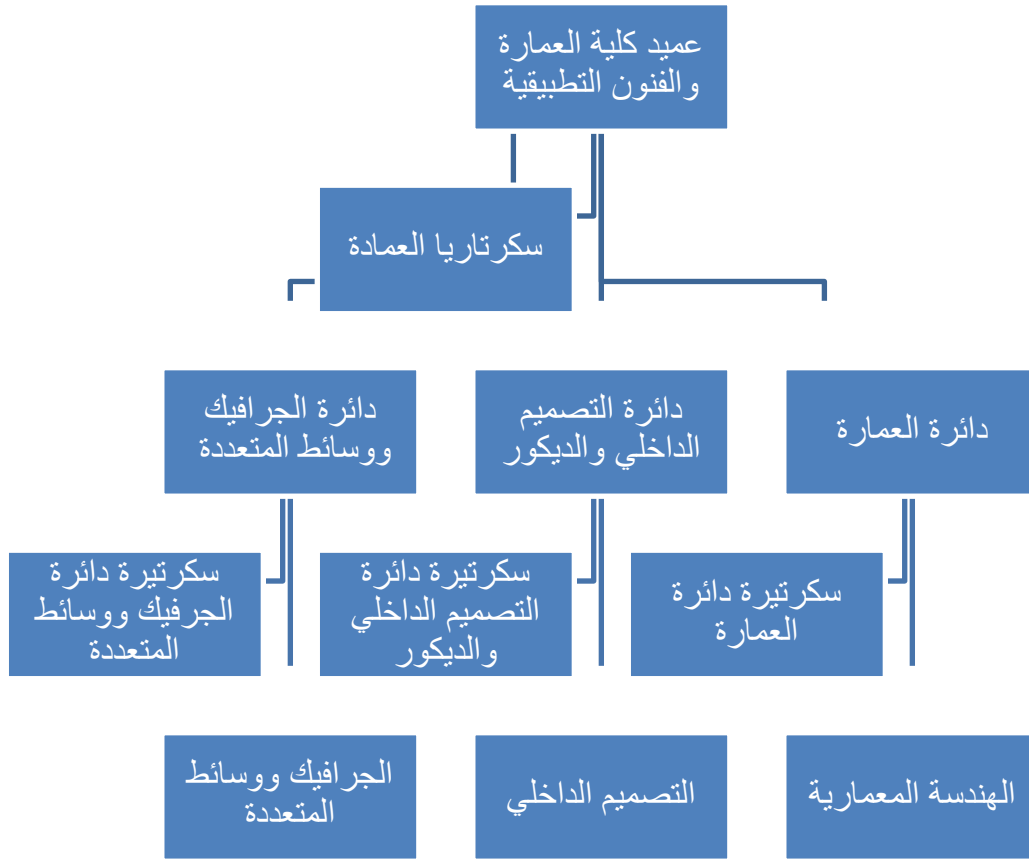 عميد كلية العمارة
والفنون التطبيقية
سكرتاريا العمادة
دائرة العمارة
دائرة التصميم
الداخلي والديكور
دائرة الجرافيك
ووسائط المتعددة
سكرتيرة دائرة
العمارة
سكرتيرة دائرة
التصميم الداخلي
والديكور
سكرتيرة دائرة
الجرفيك ووسائط
المتعددة
الهندسة المعمارية
التصميم الداخلي
الجرافيك ووسائط
المتعددة